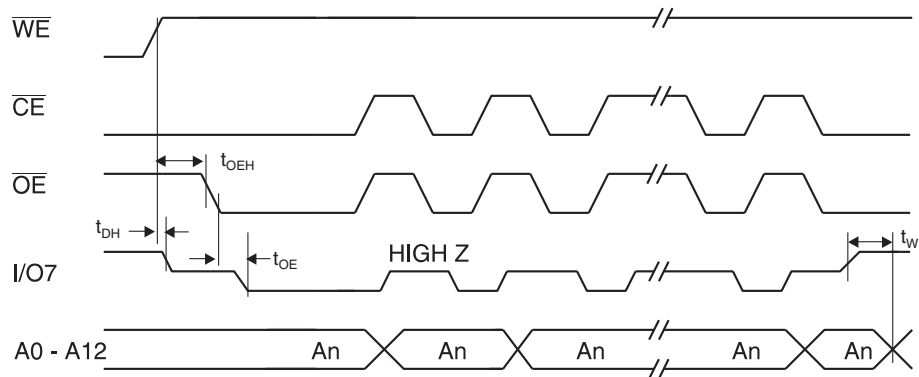 WE
CE
OE
tOEH
tDH
tOE
HIGH Z
tW
I/O7
A0 - A12 An An An An An